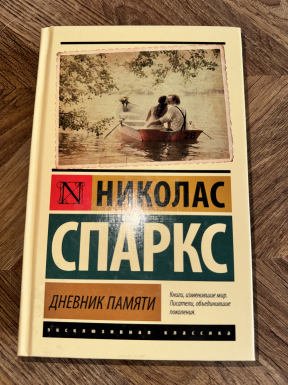 N НИКОЛАС
СПАРКС
ДНЕВНИК ПАМЯТИ
Книги, изменившие мир.
Писатели, объединившие
поколения.
ЭКСКЛЮЗИВНАЯ КЛАССИКА